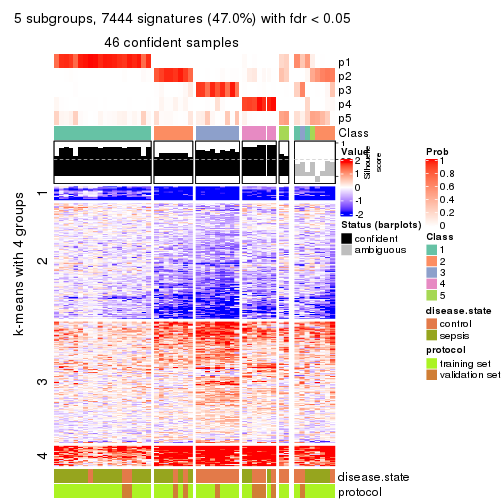 5 subgroups, 7444 signatures (47.0%) with fdr < 0.05
46 confident samples
p1
p2
p3
p4
p5
Class
1
Silhouette
score
Value
2
1
0
-1
-2
Status (barplots)
confident
ambiguous
Prob
1
0.8
0.6
0.4
0.2
0
Class
1
2
3
4
5
disease.state
control
sepsis
protocol
training set
validation set
k-means with 4 groups
1
2
3
4
disease.state
protocol